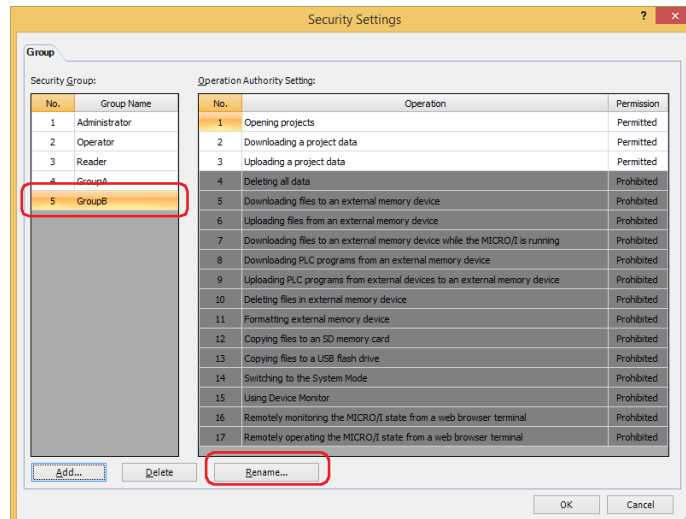 Security Settings
?
x
Group
Security Group:
Operation Authority Setting:
No. Group Name
1 Administrator
2 Operator
3 Reader
4 GroupA
5 GroupB
No. Operation Permission
1 Opening projects Permitted
2 Downloading a project data Permitted
3 Uploading a project data Permitted
4 Deleting all data Prohibited
5 Downloading files to an external memory device Prohibited
6 Uploading files from an external memory device Prohibited
7 Downloading files to an external memory device while the MICRO/I is running Prohibited
8 Downloading PLC programs from an external memory device Prohibited
9 Uploading PLC programs from external devices to an external memory device Prohibited
10 Deleting files in external memory device Prohibited
11 Formatting external memory device Prohibited
12 Copying files to an SD memory card Prohibited
13 Copying files to a USB flash drive Prohibited
14 Switching to the System Mode Prohibited
15 Using Device Monitor Prohibited
16 Remotely monitoring the MICRO/I state from a web browser terminal Prohibited
17 Remotely operating the MICRO/I state from a web browser terminal Prohibited
Add... Delete Rename...
OK Cancel